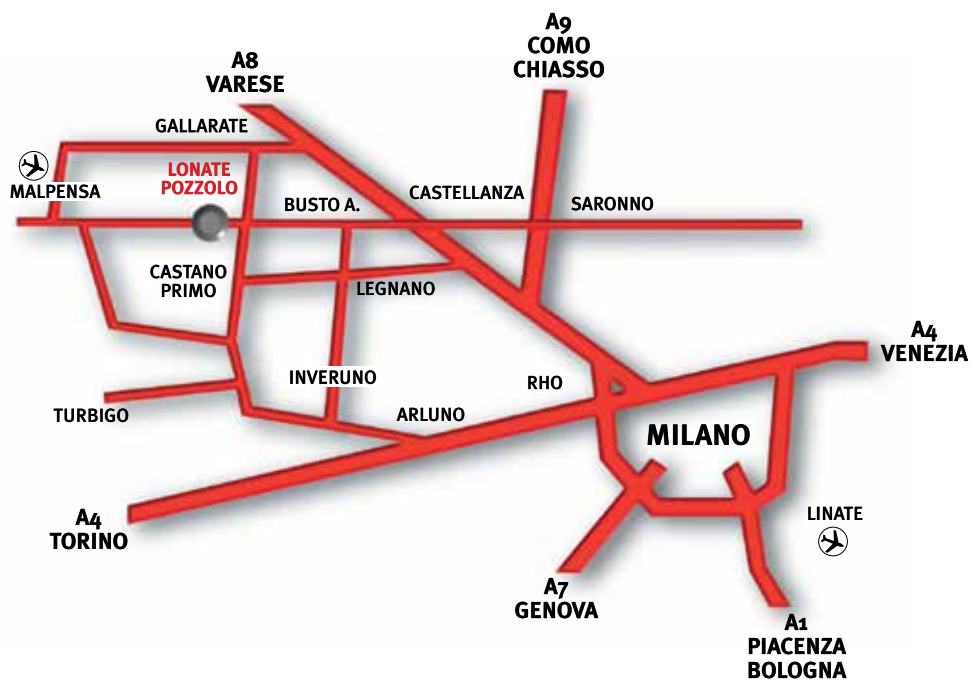 A9
COMO
CHIASSO
A8
VARESE
GALLARATE
MALPENSA
LONATE
POZZOLO
BUSTO A.
CASTELLANZA
SARONNO
CASTANO
PRIMO
LEGNANO
A4
VENEZIA
INVERUNO
RHO
TURBIGO
ARLUNO
MILANO
A4
TORINO
LINATE
A7
GENOVA
A1
PIACENZA
BOLOGNA